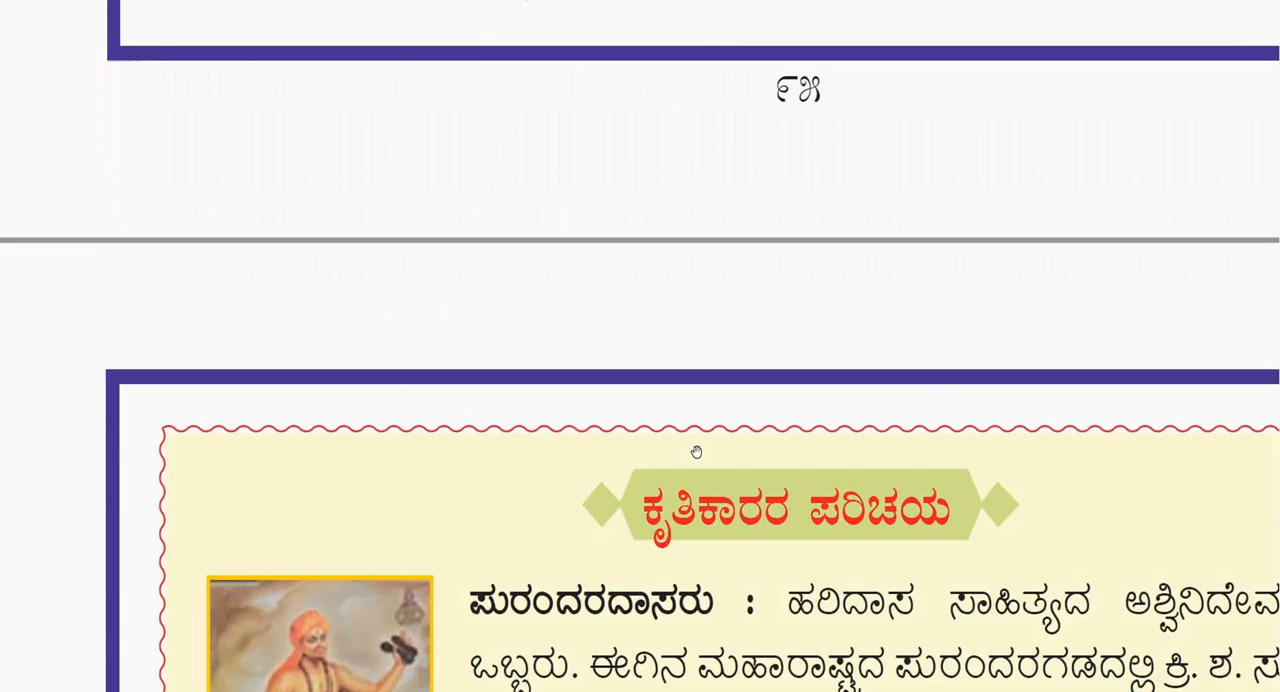 ೯೫
ಕೃತಿಕಾರರ ಪರಿಚಯ
ಪುರಂದರದಾಸರು : ಹರಿದಾಸ ಸಾಹಿತ್ಯದ ಅಶ್ವಿನಿದೇವ
ಒಬ್ಬರು. ಈಗಿನ ಮಹಾರಾಷ್ಟ್ರದ ಪುರಂದರಗಡದಲ್ಲಿ ಕ್ರಿ. ಶ. ಸ